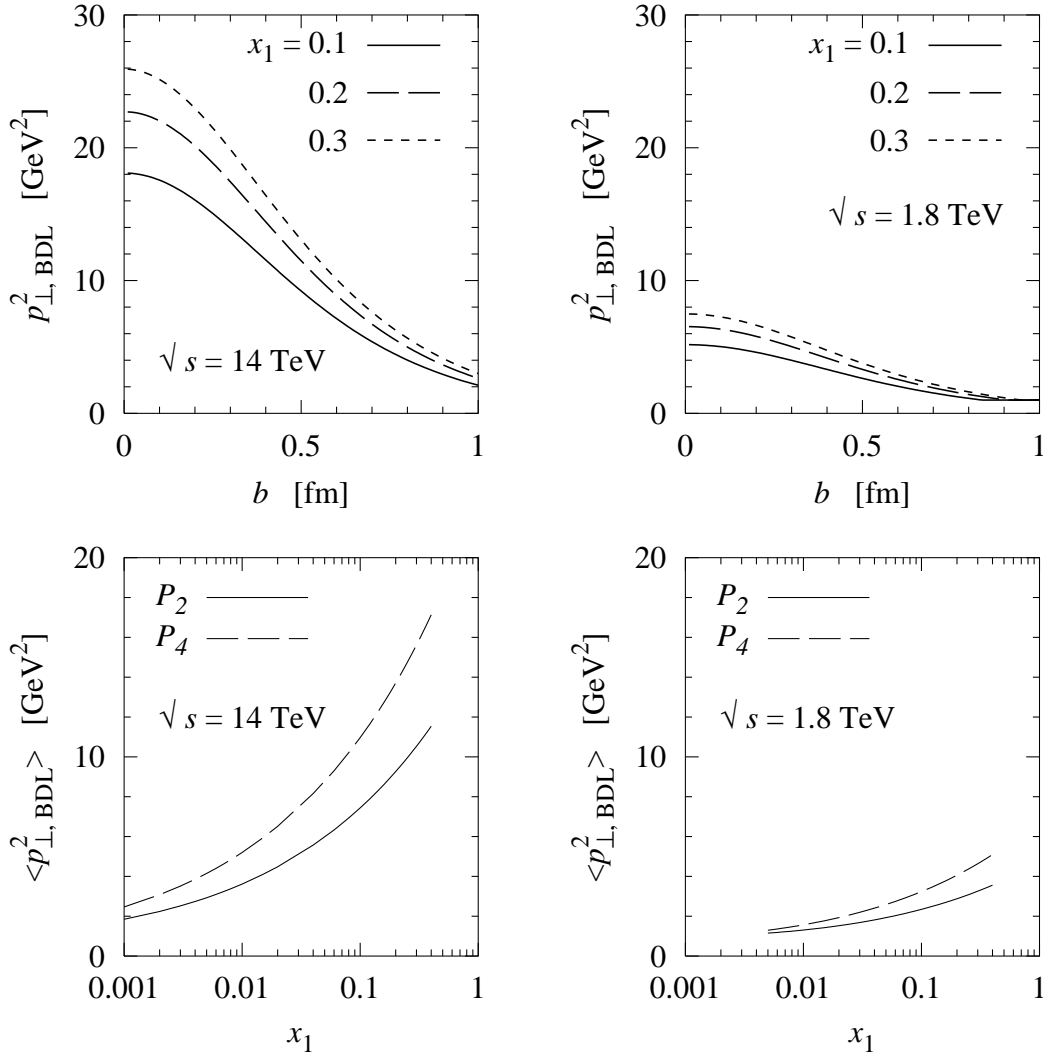 30
20
10
0
p²⊥, BDL [GeV²]
x₁ = 0.1
0.2
0.3
√ s = 14 TeV
0 0.5 1
b [fm]
30
20
10
0
p²⊥, BDL [GeV²]
x₁ = 0.1
0.2
0.3
√ s = 1.8 TeV
0 0.5 1
b [fm]
20
10
0
<p²⊥, BDL> [GeV²]
P₂
P₄
√ s = 14 TeV
0.001 0.01 0.1 1
x₁
20
10
0
<p²⊥, BDL> [GeV²]
P₂
P₄
√ s = 1.8 TeV
0.001 0.01 0.1 1
x₁